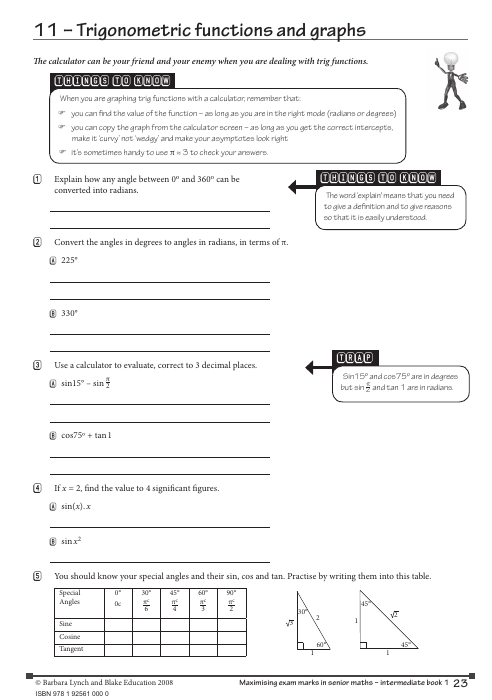 11 – Trigonometric functions and graphs
The calculator can be your friend and your enemy when you are dealing with trig functions.
THINGS TO KNOW
When you are graphing trig functions with a calculator, remember that:
☞ you can find the value of the function – as long as you are in the right mode (radians or degrees)
☞ you can copy the graph from the calculator screen – as long as you get the correct intercepts,
make it 'curvy' not 'wedgy' and make your asymptotes look right
☞ it's sometimes handy to use π ≈ 3 to check your answers.
1 Explain how any angle between 0° and 360° can be
converted into radians.
THINGS TO KNOW
The word 'explain' means that you need
to give a definition and to give reasons
so that it is easily understood.
2 Convert the angles in degrees to angles in radians, in terms of π.
A 225°
B 330°
3 Use a calculator to evaluate, correct to 3 decimal places.
A sin15° – sin π/2
TRAP
Sin15° and cos75° are in degrees
but sin π/2 and tan 1 are in radians.
B cos75° + tan1
4 If x = 2, find the value to 4 significant figures.
A sin(x).x
B sin x²
5 You should know your special angles and their sin, cos and tan. Practise by writing them into this table.
Special Angles 0° 30° 45° 60° 90°
0c πc/6 πc/4 πc/3 πc/2
Sine
Cosine
Tangent
30° √3 2 60° 1
45° 1 √2 45° 1
© Barbara Lynch and Blake Education 2008
Maximising exam marks in senior maths – intermediate book 1 23
ISBN 978 1 92561 000 0